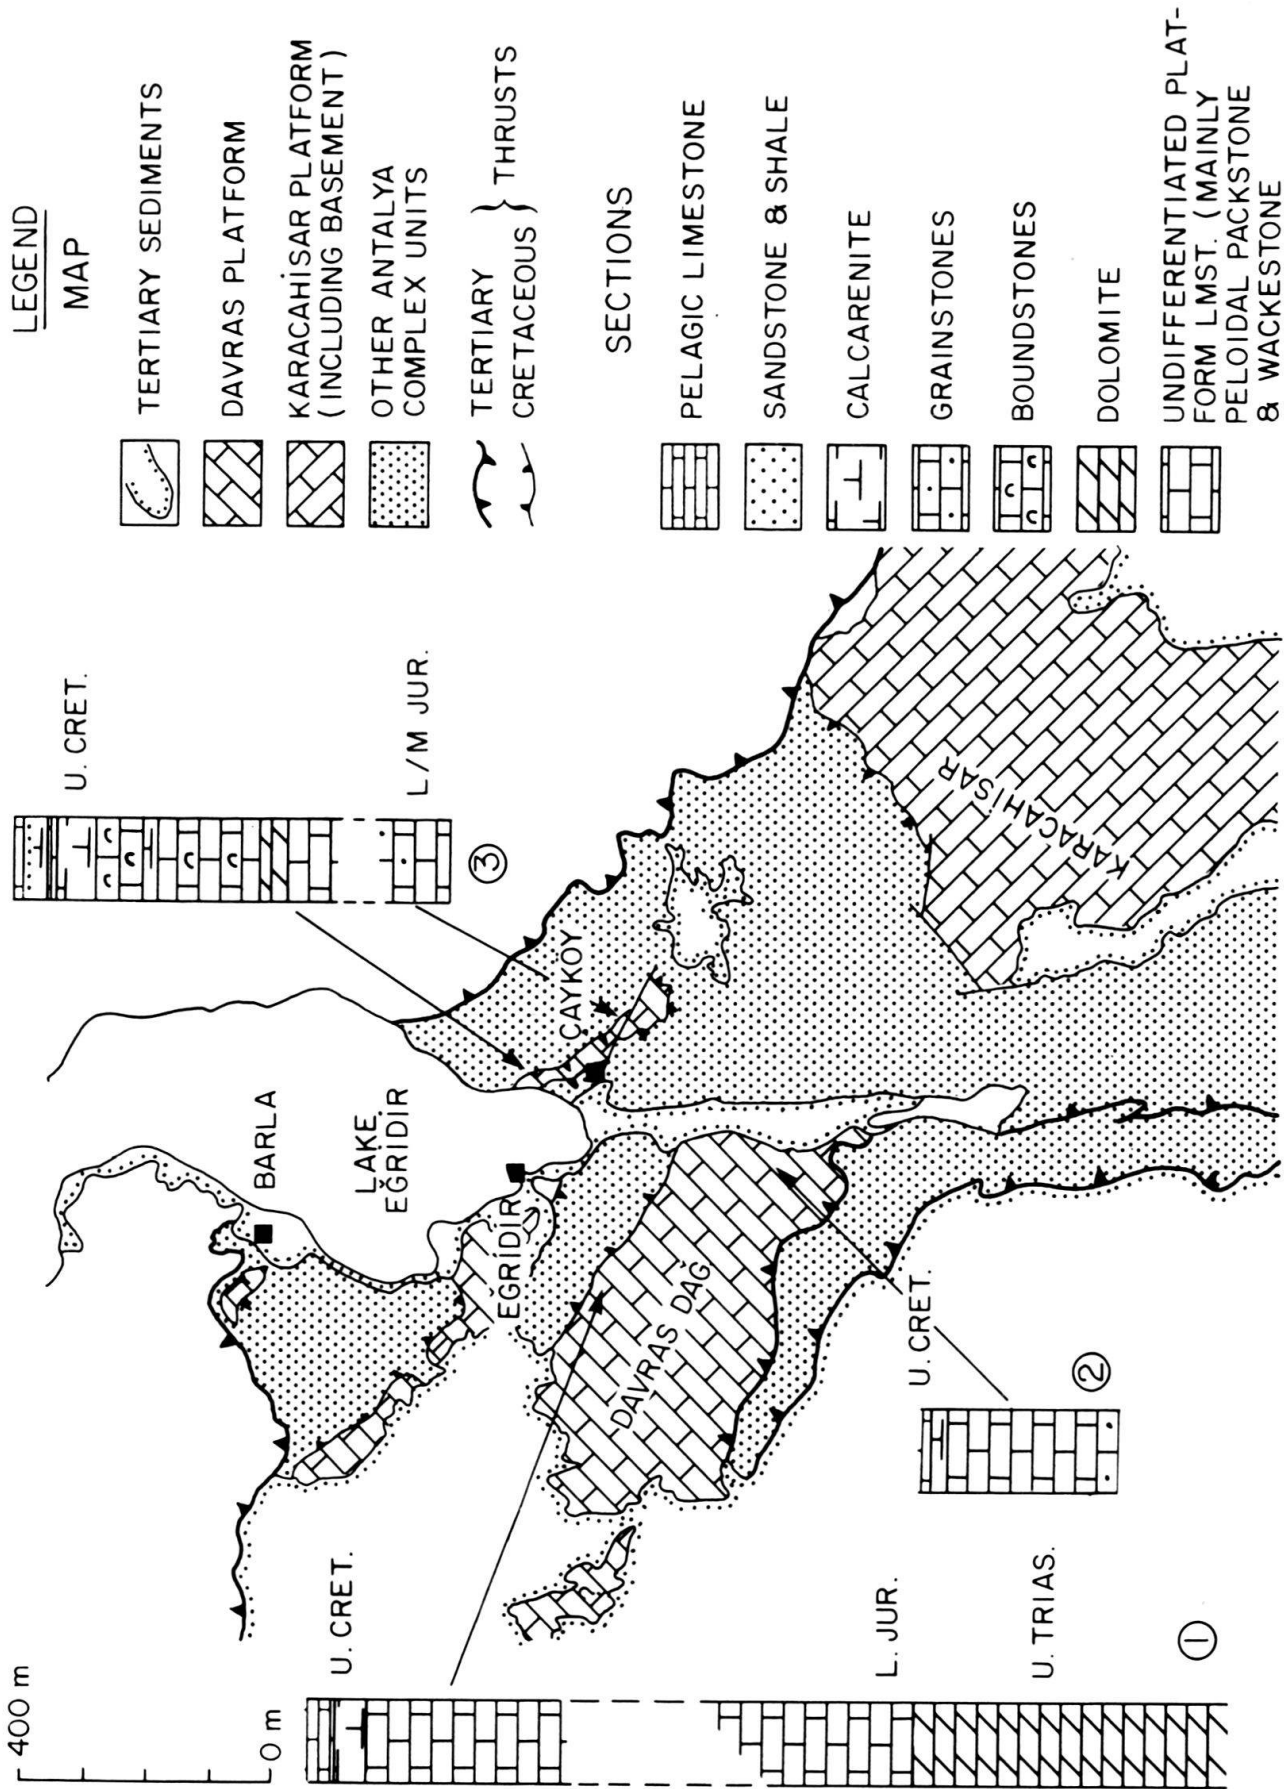 LEGEND
MAP
TERTIARY SEDIMENTS
DAVRAS PLATFORM
KARACAHİSAR PLATFORM
(INCLUDING BASEMENT)
OTHER ANTALYA
COMPLEX UNITS
TERTIARY
CRETACEOUS } THRUSTS
SECTIONS
PELAGIC LIMESTONE
SANDSTONE & SHALE
CALCARENITE
GRAINSTONES
BOUNDSTONES
DOLOMITE
UNDIFFERENTIATED PLAT-
FORM LMST. (MAINLY
PELOIDAL PACKSTONE
& WACKESTONE
U. CRET.
L/M JUR.
3
BARLA
LAKE
EĞRIDIR
EĞRİDİR
ÇAYKÖY
DAVRAS DAĞ
KARACAHİSAR
U. CRET.
2
400 m
0 m
U. CRET.
L. JUR.
U. TRIAS.
1